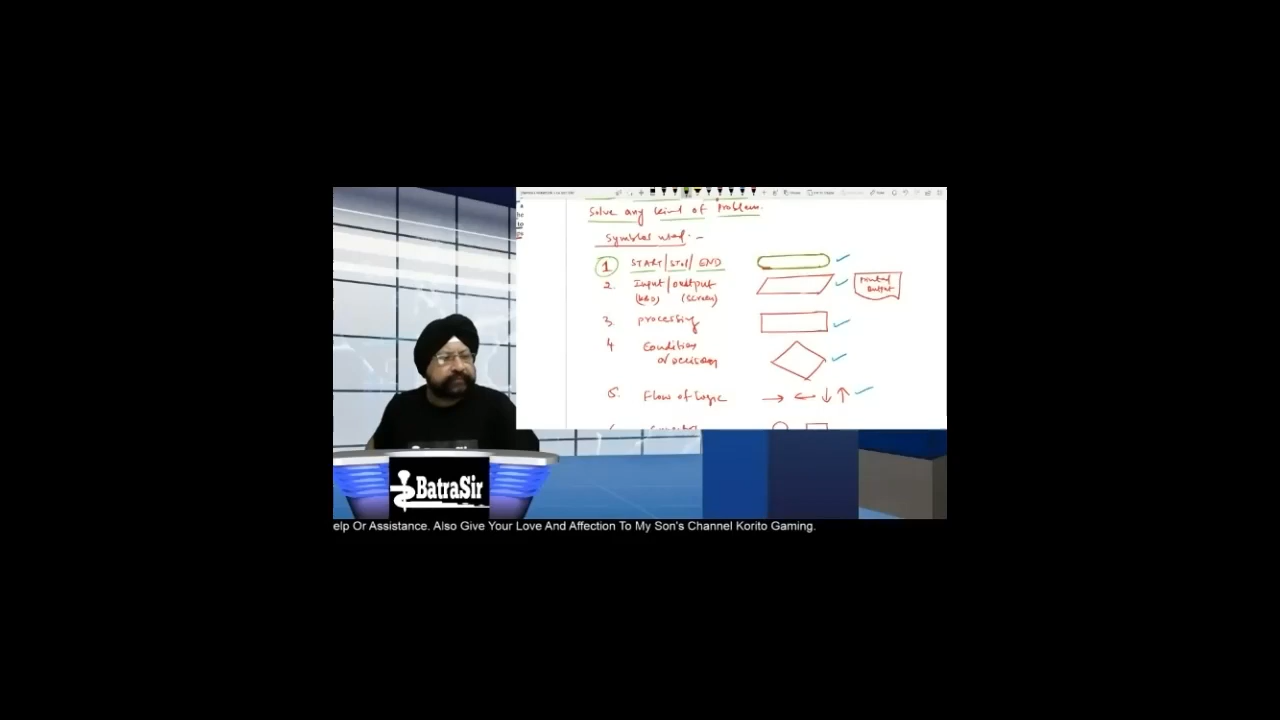 Solve any kind of Problem.
Symbols used. -
1 START/STOP/ END
2. Input/output
(KBD) (Screen)
Printed
Output
3. processing
4 Condition
or decision
5. Flow of Logic
6.
BatraSir
elp Or Assistance. Also Give Your Love And Affection To My Son's Channel Korito Gaming.